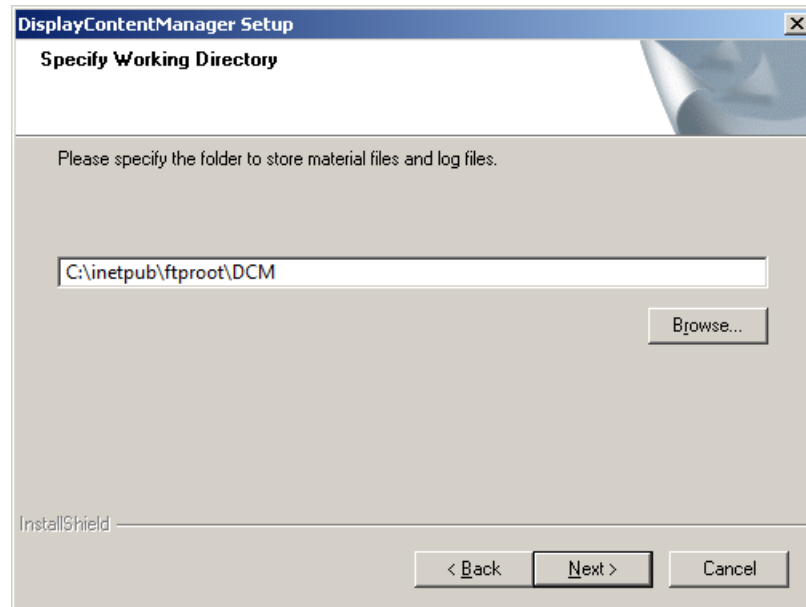 DisplayContentManager Setup
Specify Working Directory
Please specify the folder to store material files and log files.
C:\inetpub\ftproot\DCM
Browse...
InstallShield
< Back
Next >
Cancel